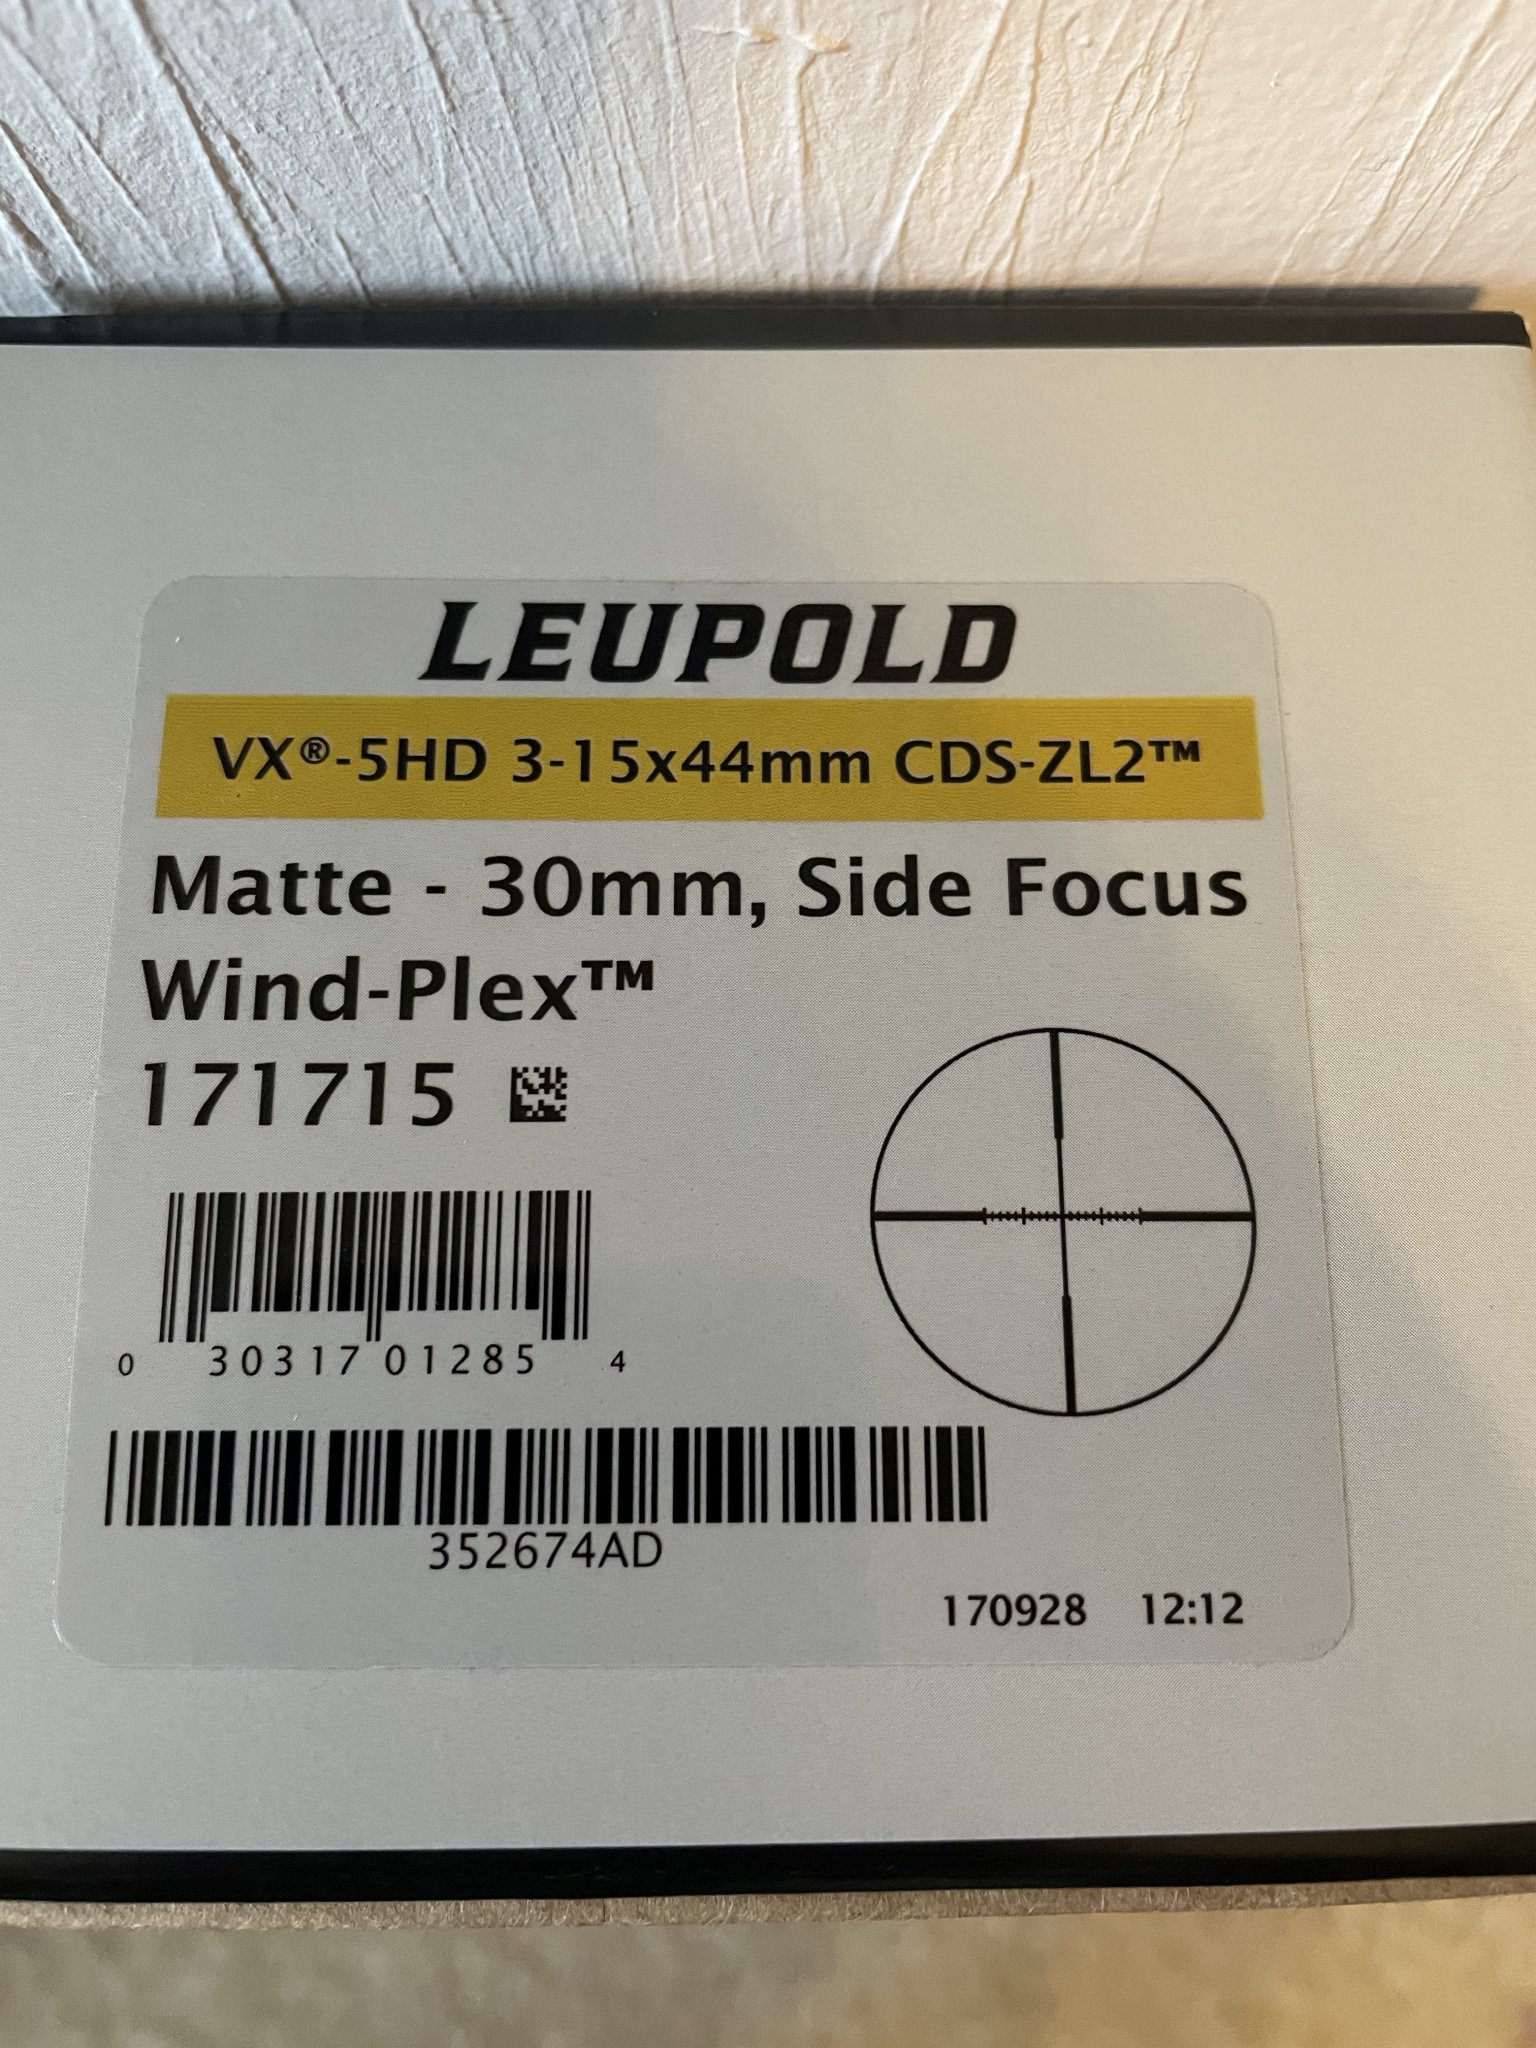 LEUPOLD
VX®-5HD 3-15x44mm CDS-ZL2™
Matte - 30mm, Side Focus
Wind-Plex™
171715
0 30317 01285 4
352674AD
170928 12:12